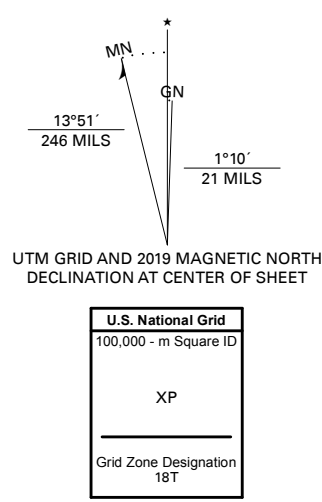 MN
GN
13°51´
246 MILS
1°10´
21 MILS
UTM GRID AND 2019 MAGNETIC NORTH
DECLINATION AT CENTER OF SHEET
U.S. National Grid
100,000 - m Square ID
XP
Grid Zone Designation
18T